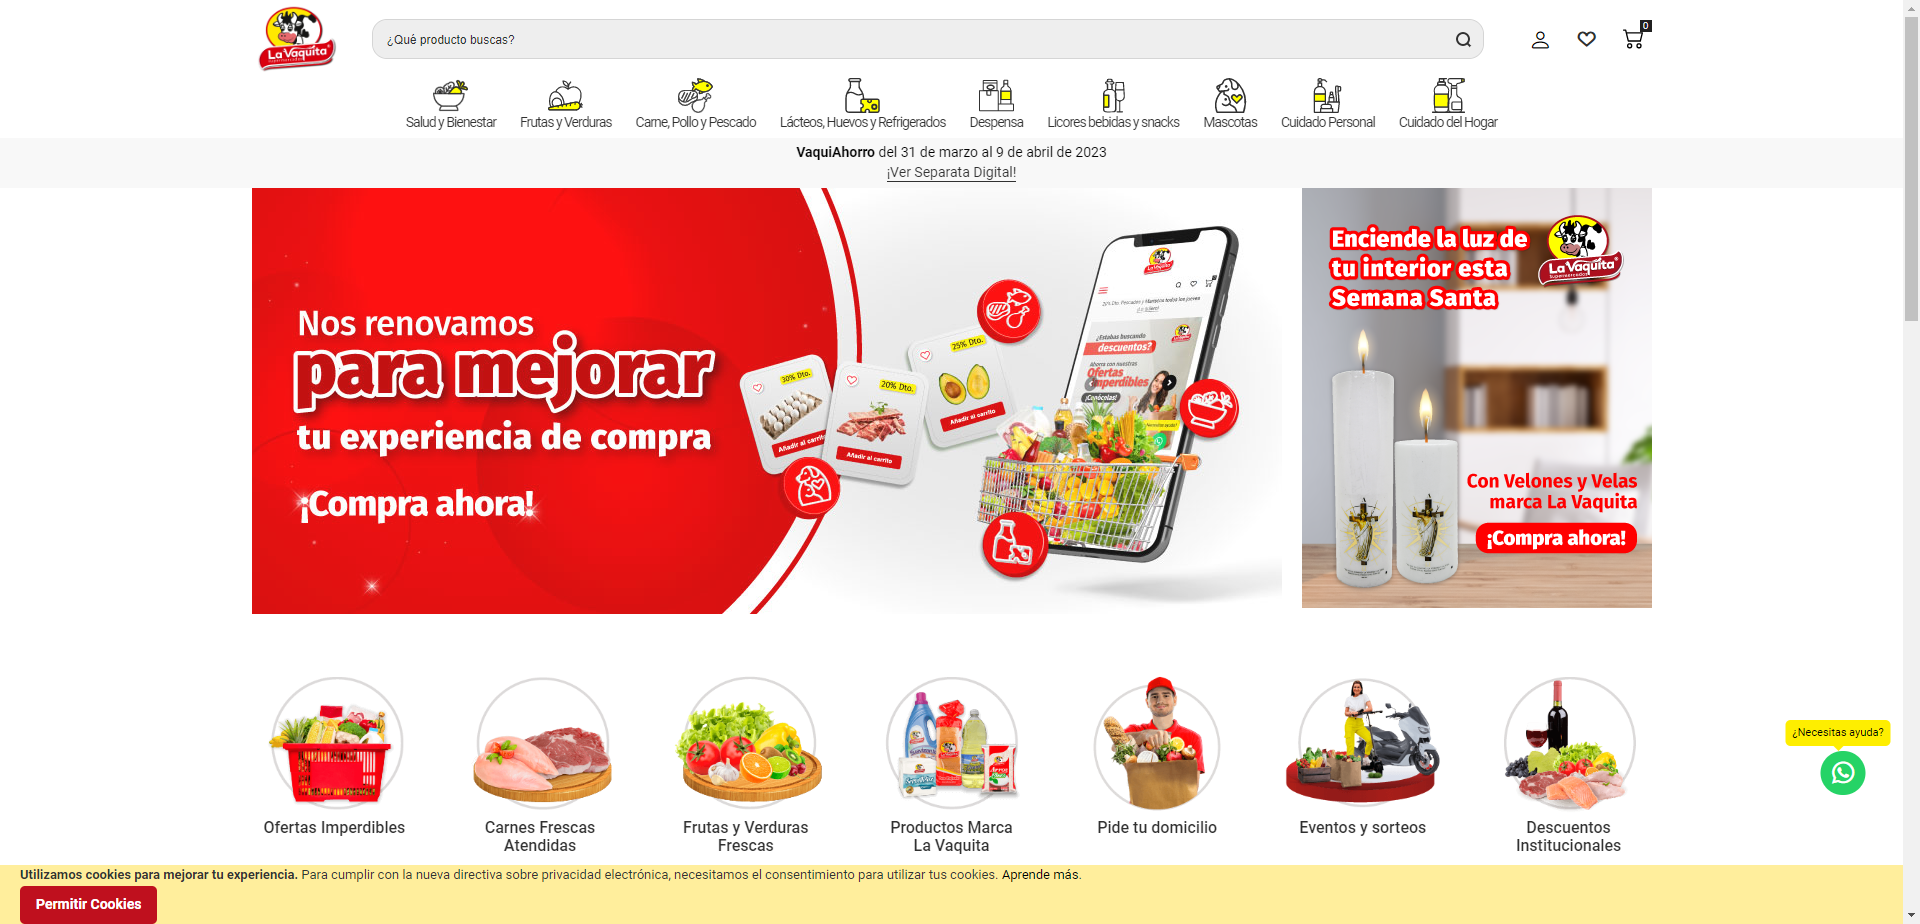 La Vaquita
Supermercados
¿Qué producto buscas?
0
Salud y Bienestar
Frutas y Verduras
Carne, Pollo y Pescado
Lácteos, Huevos y Refrigerados
Despensa
Licores bebidas y snacks
Mascotas
Cuidado Personal
Cuidado del Hogar
VaquiAhorro del 31 de marzo al 9 de abril de 2023
¡Ver Separata Digital!
Nos renovamos
para mejorar
tu experiencia de compra
¡Compra ahora!
30% Dto.
Añadir al carrito
20% Dto.
Añadir al carrito
25% Dto.
Añadir al carrito
La Vaquita
¿Estabas buscando
descuentos?
Ahorra con nuestras
Ofertas
imperdibles
¡Conócelas!
Enciende la luz de
tu interior esta
Semana Santa
La Vaquita
Supermercados
Con Velones y Velas
marca La Vaquita
¡Compra ahora!
Ofertas Imperdibles
Carnes Frescas
Atendidas
Frutas y Verduras
Frescas
Productos Marca
La Vaquita
Pide tu domicilio
Eventos y sorteos
Descuentos
Institucionales
¿Necesitas ayuda?
Utilizamos cookies para mejorar tu experiencia. Para cumplir con la nueva directiva sobre privacidad electrónica, necesitamos el consentimiento para utilizar tus cookies. Aprende más.
Permitir Cookies